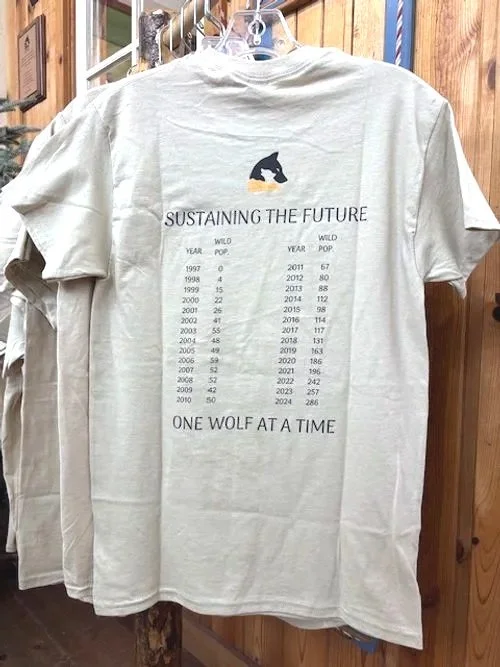 SUSTAINING THE FUTURE
YEAR WILD POP. YEAR WILD POP.
1997 0 2011 67
1998 4 2012 80
1999 15 2013 88
2000 22 2014 112
2001 26 2015 98
2002 41 2016 114
2003 55 2017 117
2004 48 2018 131
2005 49 2019 163
2006 59 2020 186
2007 52 2021 196
2008 52 2022 242
2009 42 2023 257
2010 50 2024 286
ONE WOLF AT A TIME